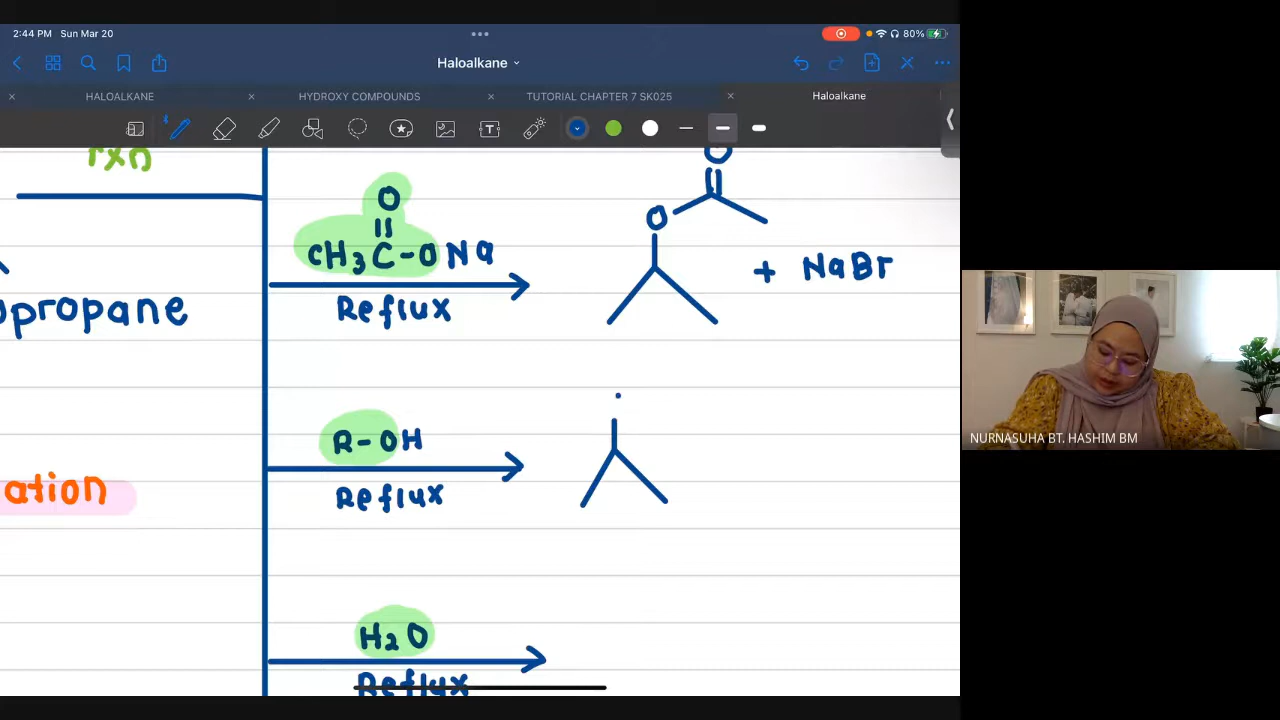 2:44 PM Sun Mar 20
80%
Haloalkane
HALOALKANE
HYDROXY COMPOUNDS
TUTORIAL CHAPTER 7 SK025
Haloalkane
rxn
O
O
CH3C-ONa
O
Reflux
+ NaBr
opropane
R-OH
Reflux
ation
H2O
Reflux
NURNASUHA BT. HASHIM BM